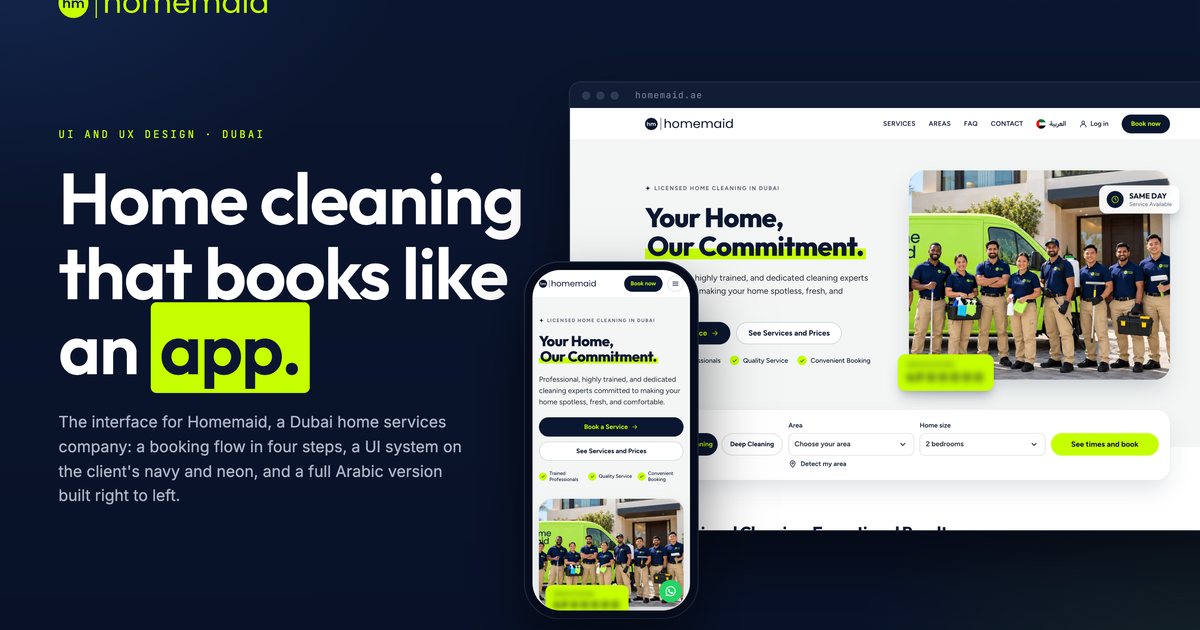 hm homemaid
UI AND UX DESIGN · DUBAI
Home cleaning
that books like
an app.
The interface for Homemaid, a Dubai home services
company: a booking flow in four steps, a UI system on
the client's navy and neon, and a full Arabic version
built right to left.
homemaid.ae
hm homemaid
SERVICES AREAS FAQ CONTACT العربية Log in Book now
LICENSED HOME CLEANING IN DUBAI
Your Home,
Our Commitment.
highly trained, and dedicated cleaning experts
making your home spotless, fresh, and
See Services and Prices
Quality Service Convenient Booking
SAME DAY
Service Available
Deep Cleaning
Area
Choose your area
Detect my area
Home size
2 bedrooms
See times and book
hm homemaid
Book now
LICENSED HOME CLEANING IN DUBAI
Your Home,
Our Commitment.
Professional, highly trained, and dedicated
cleaning experts committed to making your
home spotless, fresh, and comfortable.
Book a Service
See Services and Prices
Trained
Professionals
Quality Service
Convenient
Booking